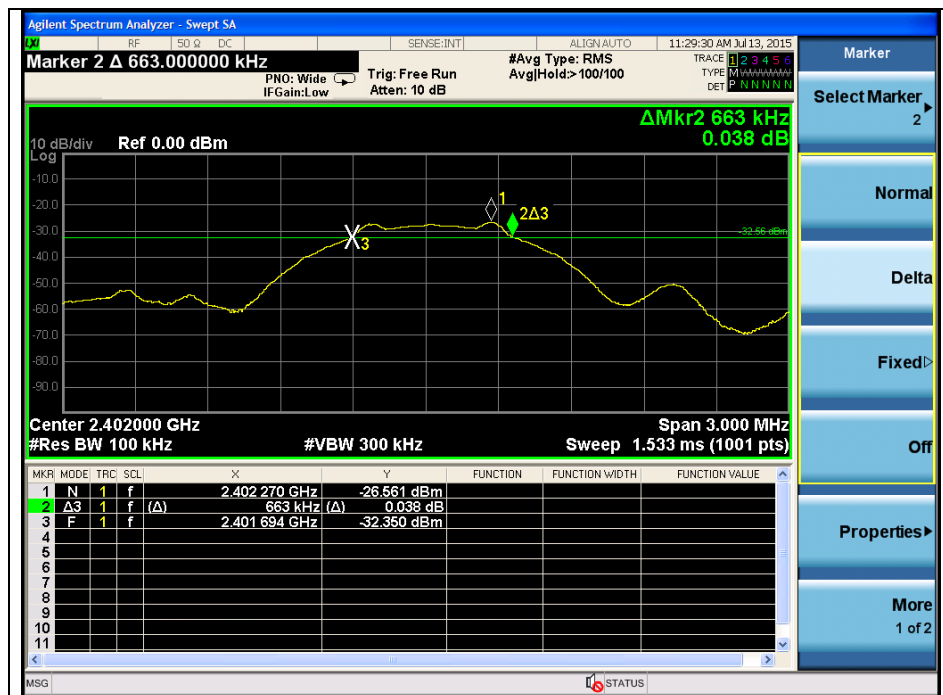 Agilent Spectrum Analyzer - Swept SA
LXI RF 50 Ω DC SENSE:INT ALIGN AUTO 11:29:30 AM Jul 13, 2015
Marker 2 Δ 663.000000 kHz
PNO: Wide
IFGain:Low
Trig: Free Run
Atten: 10 dB
#Avg Type: RMS
Avg|Hold:>100/100
TRACE 1 2 3 4 5 6
TYPE M
DET P N N N N N
ΔMkr2 663 kHz
0.038 dB
10 dB/div Ref 0.00 dBm
Log
-10.0
-20.0
-30.0
-40.0
-50.0
-60.0
-70.0
-80.0
-90.0
1
2Δ3
3
-32.56 dBm
Center 2.402000 GHz Span 3.000 MHz
#Res BW 100 kHz #VBW 300 kHz Sweep 1.533 ms (1001 pts)
MKR MODE TRC SCL X Y FUNCTION FUNCTION WIDTH FUNCTION VALUE
1 N 1 f 2.402 270 GHz -26.561 dBm
2 Δ3 1 f (Δ) 663 kHz (Δ) 0.038 dB
3 F 1 f 2.401 694 GHz -32.350 dBm
4
5
6
7
8
9
10
11
MSG STATUS
Marker
Select Marker
2
Normal
Delta
Fixed
Off
Properties
More
1 of 2